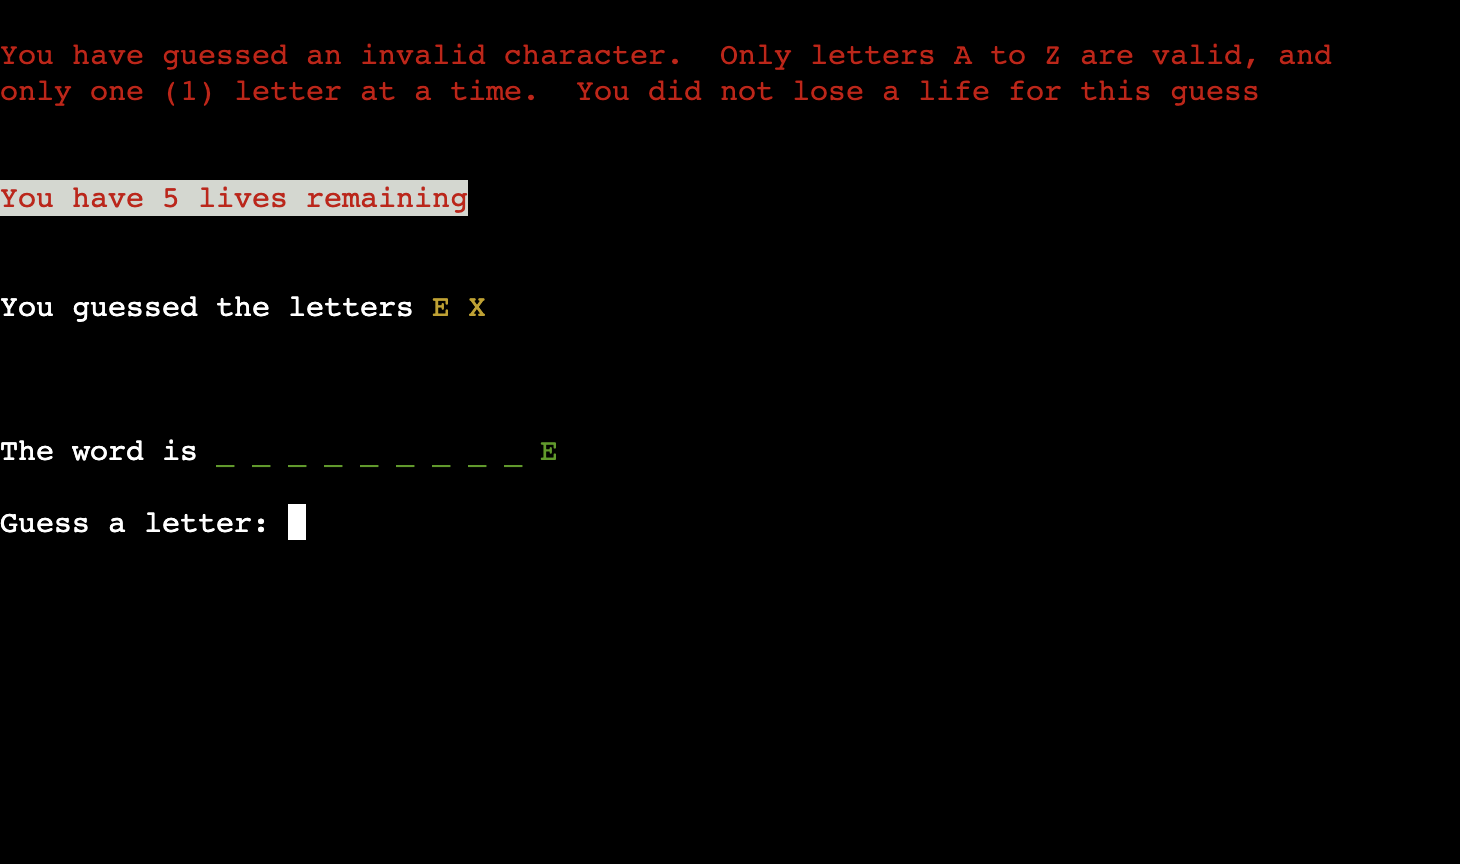 You have guessed an invalid character.  Only letters A to Z are valid, and
only one (1) letter at a time.  You did not lose a life for this guess
You have 5 lives remaining
You guessed the letters E X
The word is _ _ _ _ _ _ _ _ _ E
Guess a letter: